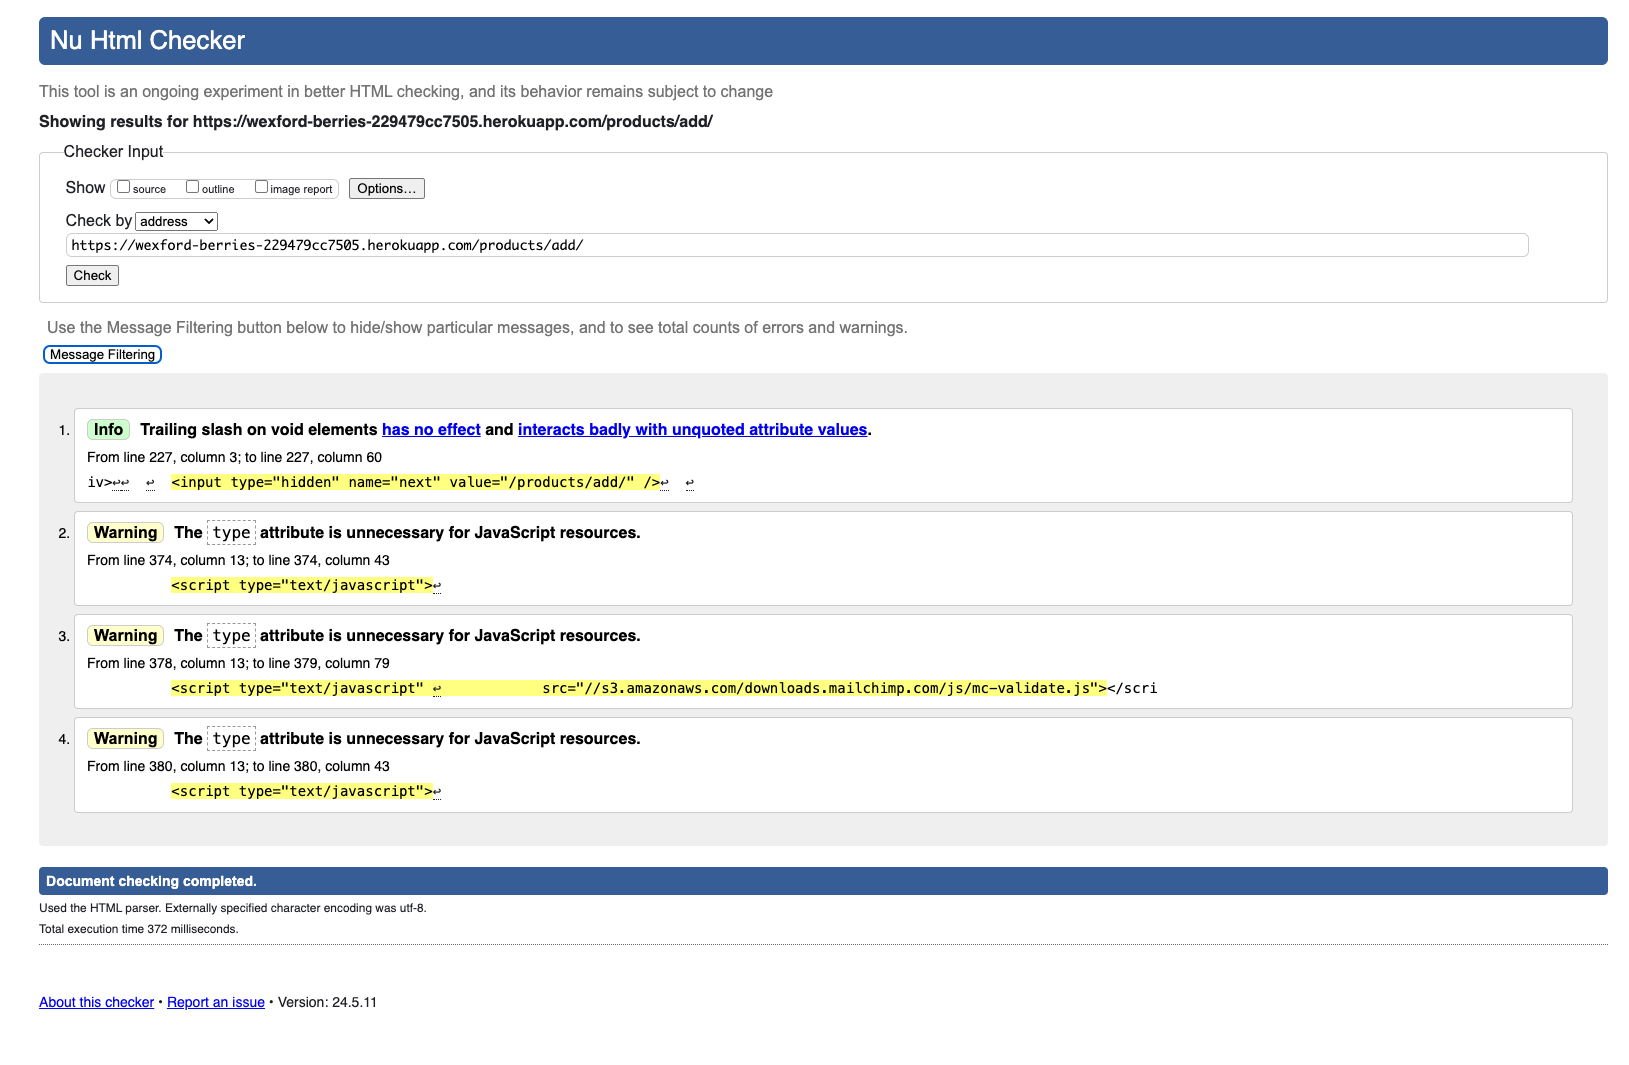 Nu Html Checker
This tool is an ongoing experiment in better HTML checking, and its behavior remains subject to change
Showing results for https://wexford-berries-229479cc7505.herokuapp.com/products/add/
Checker Input
Show source outline image report Options…
Check by address
https://wexford-berries-229479cc7505.herokuapp.com/products/add/
Check
Use the Message Filtering button below to hide/show particular messages, and to see total counts of errors and warnings.
Message Filtering
1. Info Trailing slash on void elements has no effect and interacts badly with unquoted attribute values.
From line 227, column 3; to line 227, column 60
iv>↩↩ ↩ <input type="hidden" name="next" value="/products/add/" />↩ ↩
2. Warning The type attribute is unnecessary for JavaScript resources.
From line 374, column 13; to line 374, column 43
<script type="text/javascript">↩
3. Warning The type attribute is unnecessary for JavaScript resources.
From line 378, column 13; to line 379, column 79
<script type="text/javascript" ↩ src="//s3.amazonaws.com/downloads.mailchimp.com/js/mc-validate.js"></scri
4. Warning The type attribute is unnecessary for JavaScript resources.
From line 380, column 13; to line 380, column 43
<script type="text/javascript">↩
Document checking completed.
Used the HTML parser. Externally specified character encoding was utf-8.
Total execution time 372 milliseconds.
About this checker • Report an issue • Version: 24.5.11